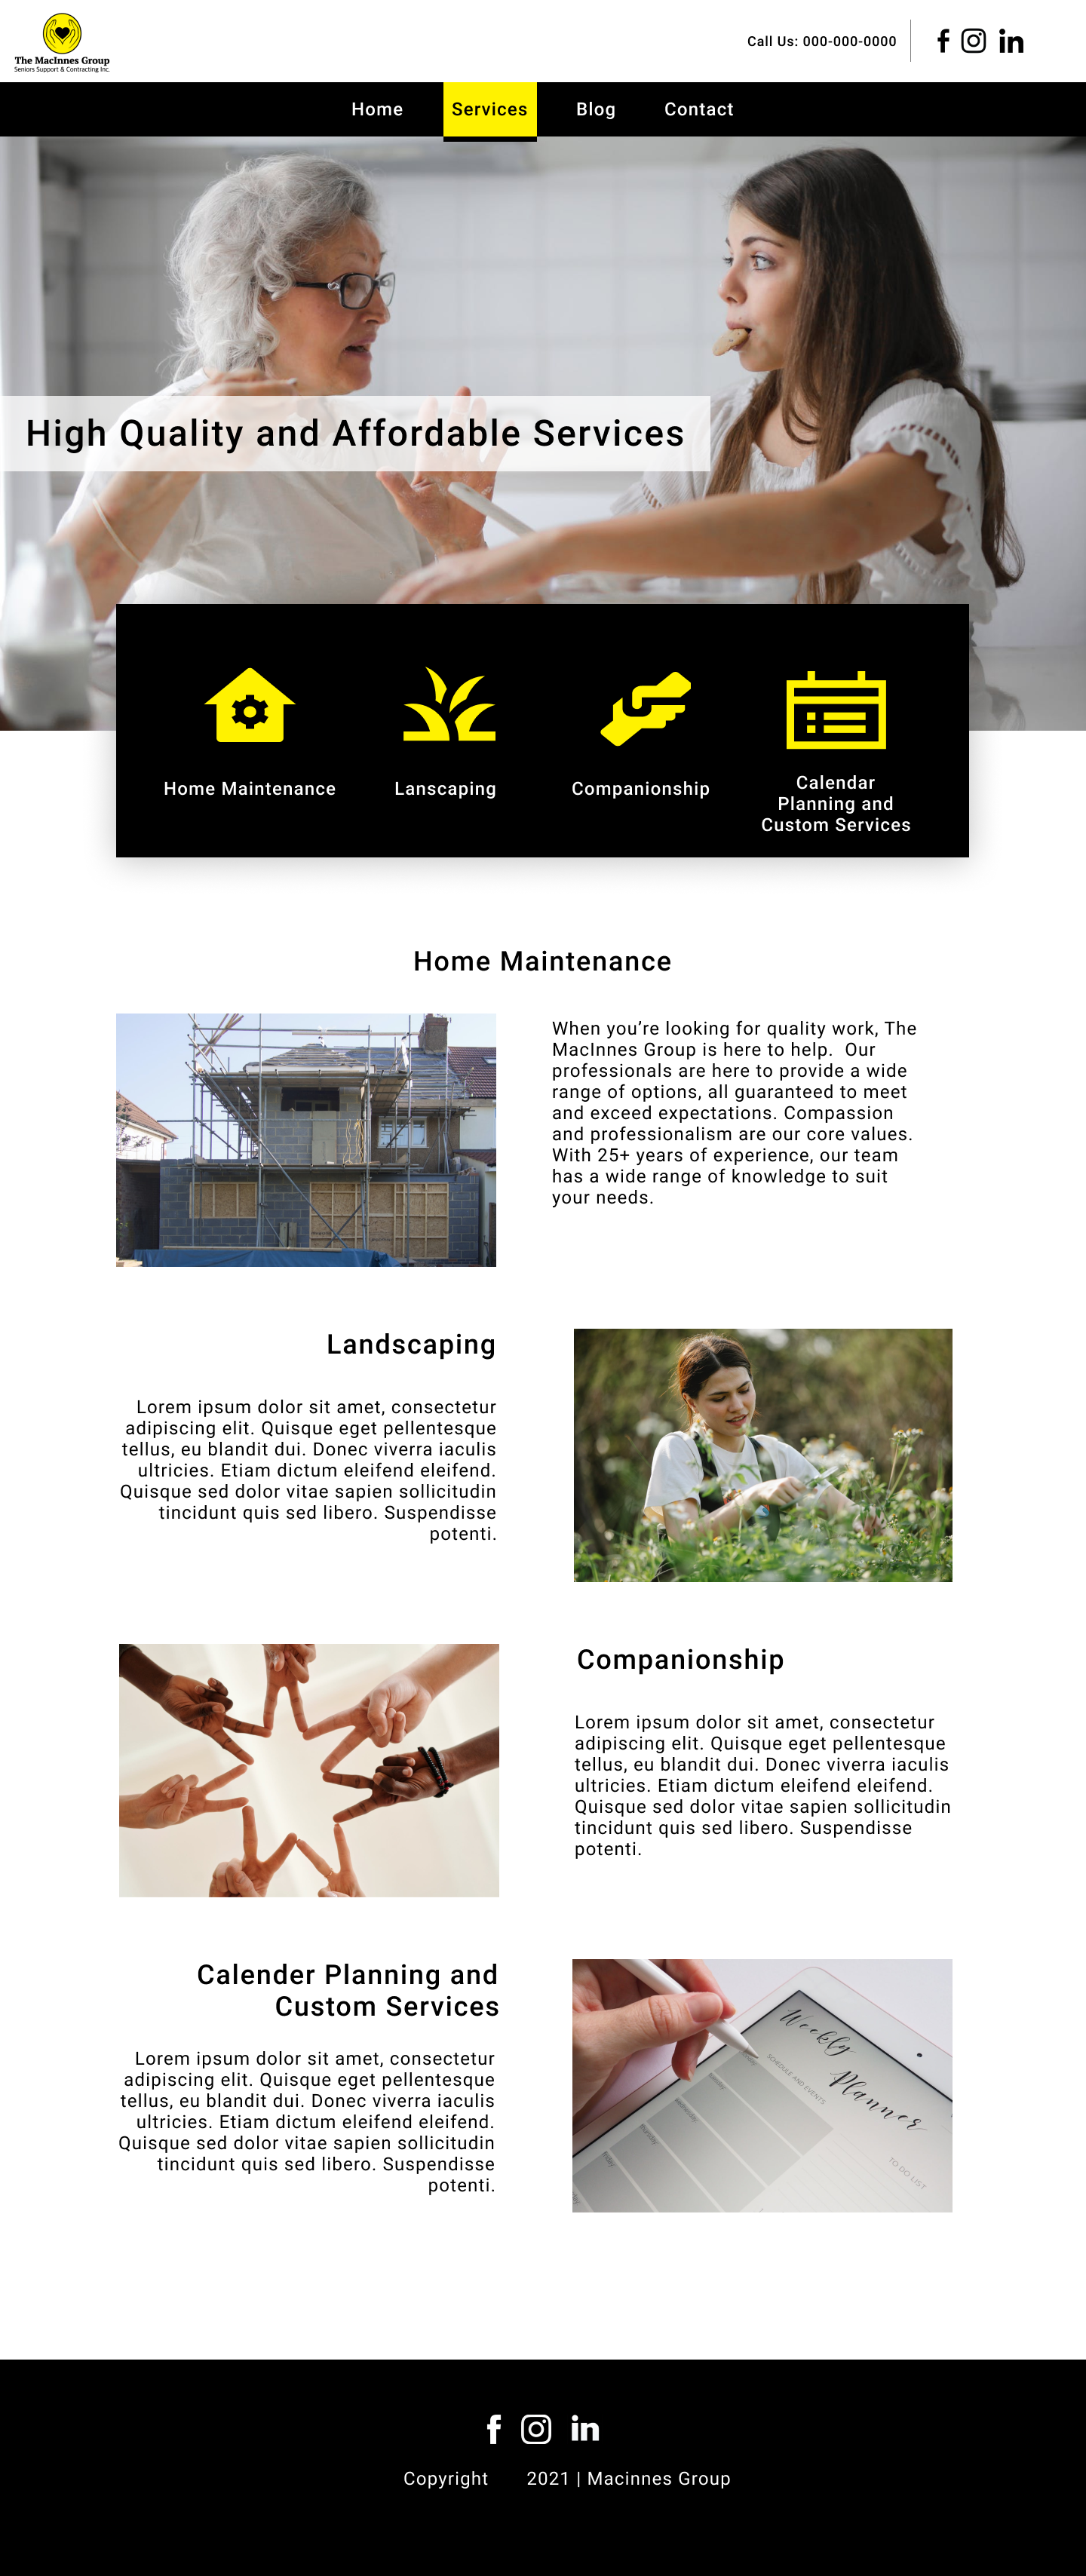 The MacInnes Group
Seniors Support & Contracting Inc.
Call Us: 000-000-0000
Home
Services
Blog
Contact
High Quality and Affordable Services
Home Maintenance
Lanscaping
Companionship
Calendar
Planning and
Custom Services
Home Maintenance
When you’re looking for quality work, The
MacInnes Group is here to help.  Our
professionals are here to provide a wide
range of options, all guaranteed to meet
and exceed expectations. Compassion
and professionalism are our core values.
With 25+ years of experience, our team
has a wide range of knowledge to suit
your needs.
Landscaping
Lorem ipsum dolor sit amet, consectetur
adipiscing elit. Quisque eget pellentesque
tellus, eu blandit dui. Donec viverra iaculis
ultricies. Etiam dictum eleifend eleifend.
Quisque sed dolor vitae sapien sollicitudin
tincidunt quis sed libero. Suspendisse
potenti.
Companionship
Lorem ipsum dolor sit amet, consectetur
adipiscing elit. Quisque eget pellentesque
tellus, eu blandit dui. Donec viverra iaculis
ultricies. Etiam dictum eleifend eleifend.
Quisque sed dolor vitae sapien sollicitudin
tincidunt quis sed libero. Suspendisse
potenti.
Calender Planning and
Custom Services
Lorem ipsum dolor sit amet, consectetur
adipiscing elit. Quisque eget pellentesque
tellus, eu blandit dui. Donec viverra iaculis
ultricies. Etiam dictum eleifend eleifend.
Quisque sed dolor vitae sapien sollicitudin
tincidunt quis sed libero. Suspendisse
potenti.
Weekly
Planner
SCHEDULE AND EVENTS
TO DO LIST
Copyright 2021 | Macinnes Group